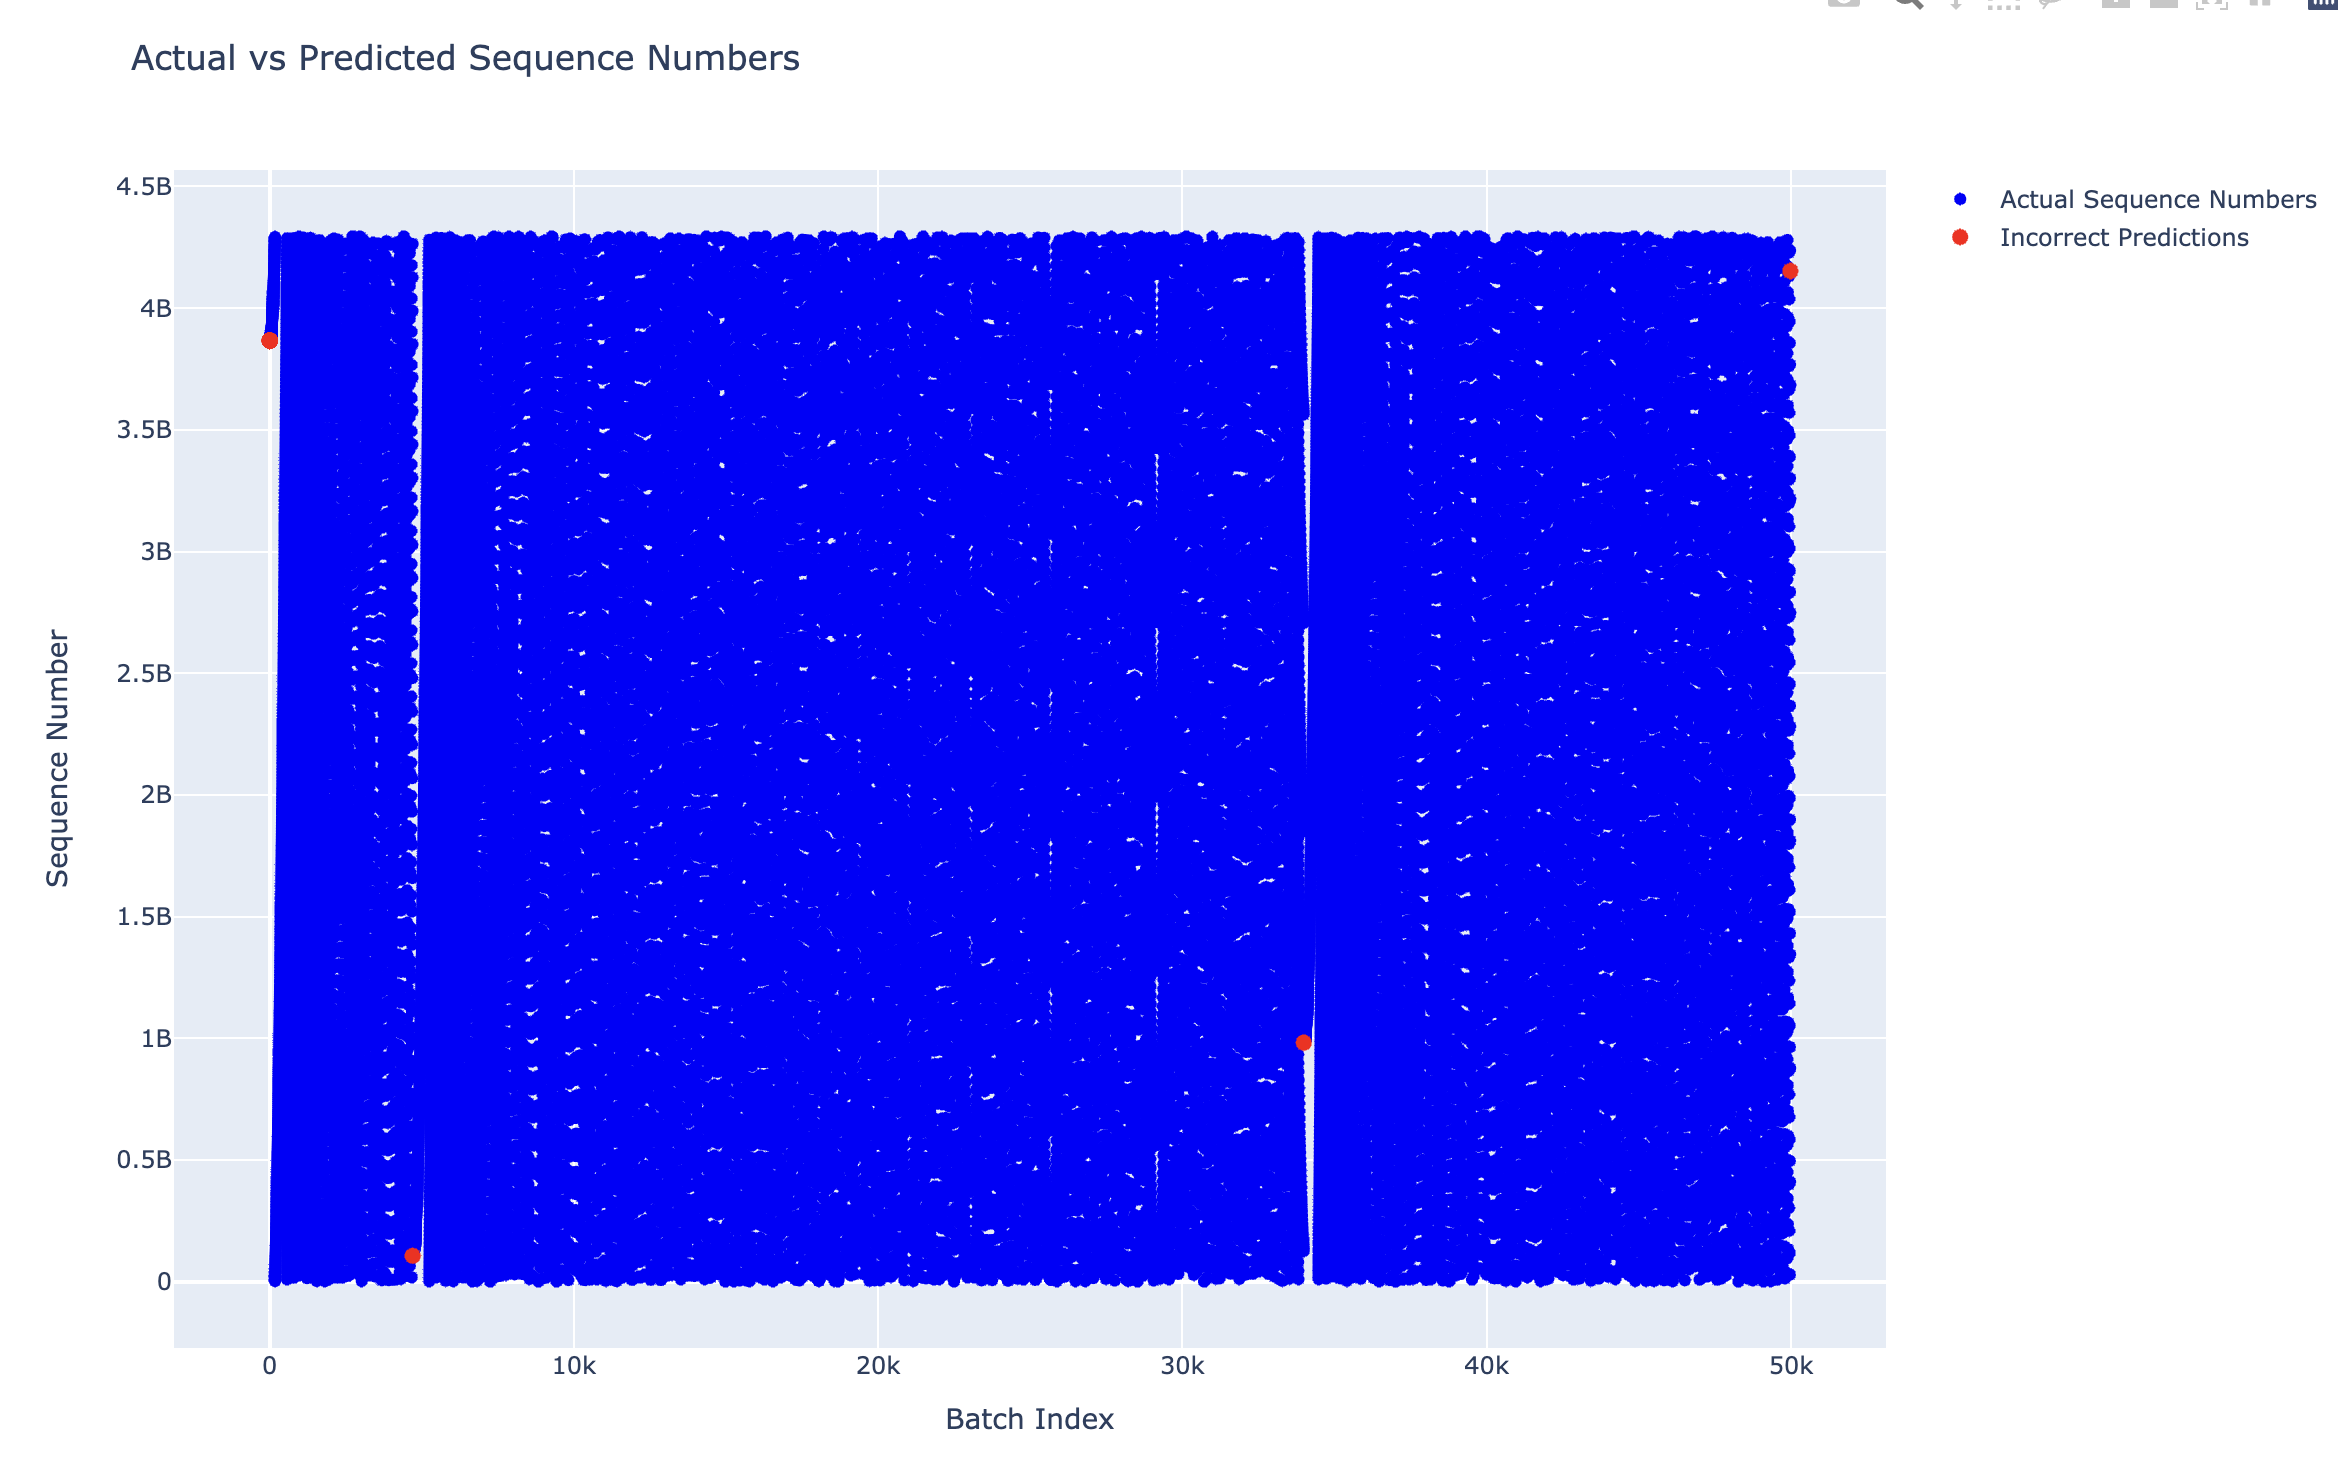 Actual vs Predicted Sequence Numbers
4.5B
4B
3.5B
3B
2.5B
2B
1.5B
1B
0.5B
0
Sequence Number
0
10k
20k
30k
40k
50k
Batch Index
Actual Sequence Numbers
Incorrect Predictions